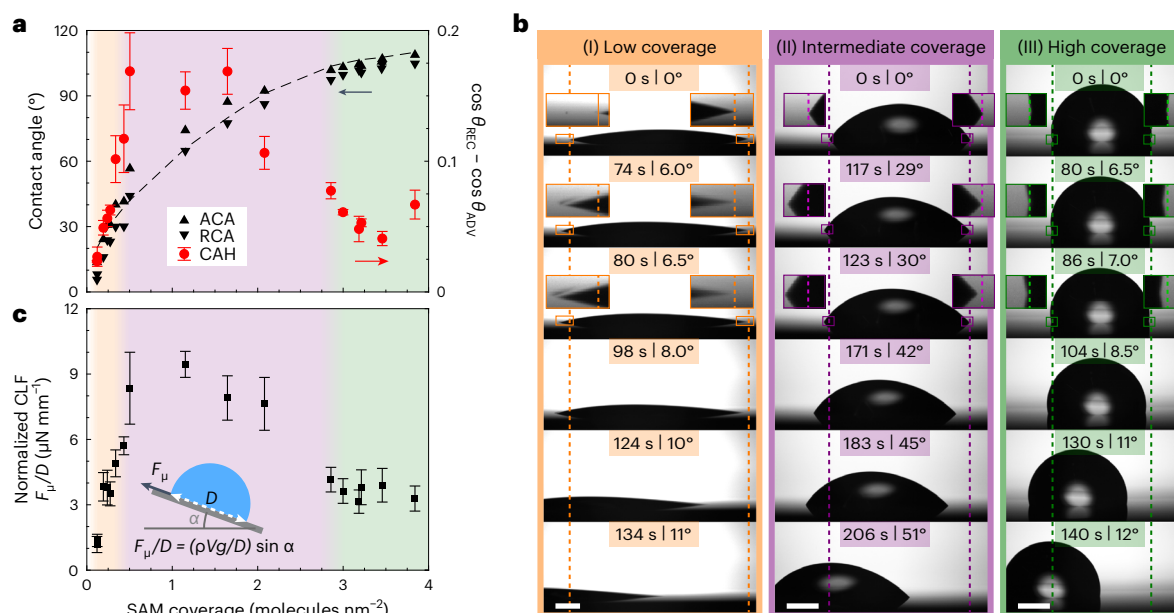 a
120
90
60
30
0
Contact angle (°)
0.2
0.1
0
cos θREC – cos θADV
ACA
RCA
CAH
b
(I) Low coverage
0 s | 0°
74 s | 6.0°
80 s | 6.5°
98 s | 8.0°
124 s | 10°
134 s | 11°
(II) Intermediate coverage
0 s | 0°
117 s | 29°
123 s | 30°
171 s | 42°
183 s | 45°
206 s | 51°
(III) High coverage
0 s | 0°
80 s | 6.5°
86 s | 7.0°
104 s | 8.5°
130 s | 11°
140 s | 12°
c
12
9
6
3
0
Normalized CLF
Fμ/D (μN mm−1)
Fμ
D
α
Fμ/D = (ρVg/D) sin α
0 1 2 3 4
SAM coverage (molecules nm−2)